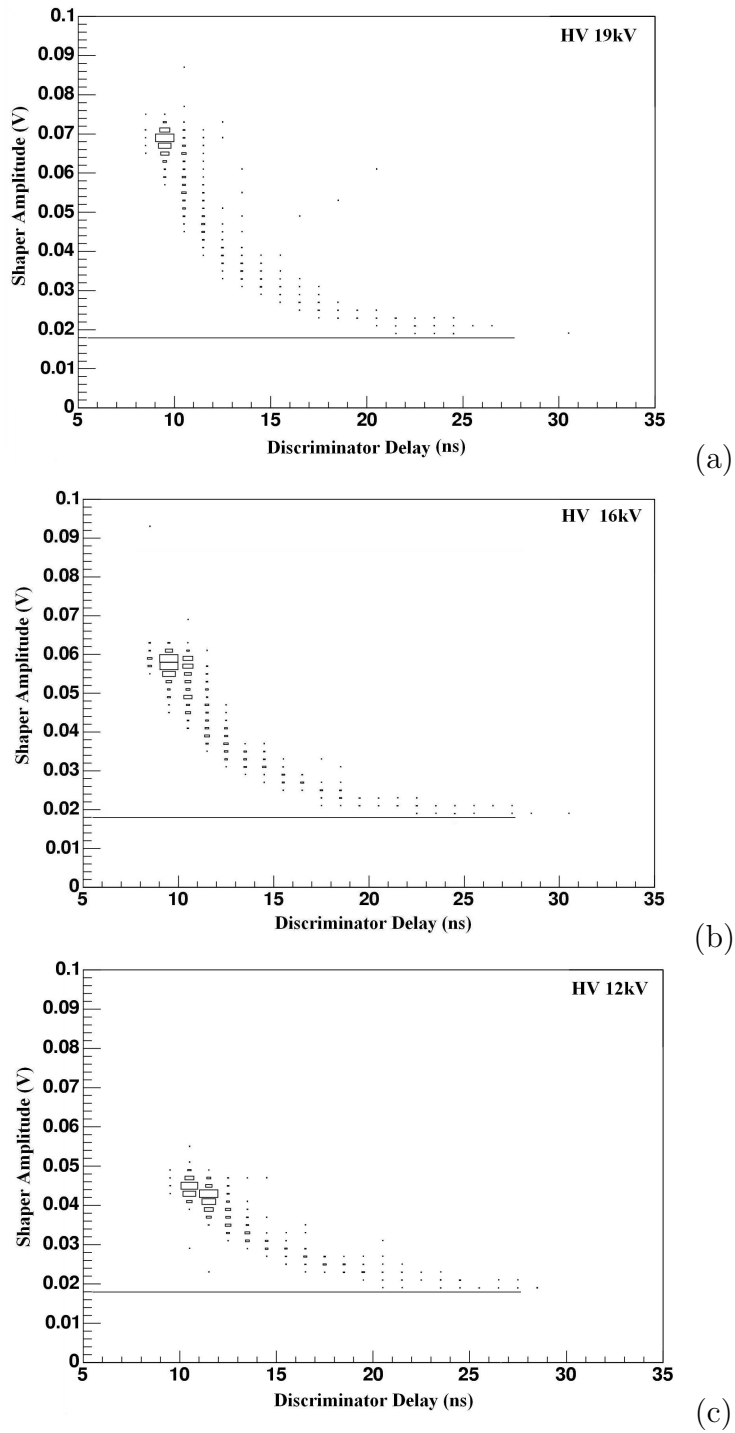 0.1
HV 19kV
0.09
0.08
0.07
0.06
0.05
0.04
0.03
0.02
0.01
0
5 10 15 20 25 30 35
Shaper Amplitude (V)
Discriminator Delay (ns)
(a)
0.1
HV 16kV
0.09
0.08
0.07
0.06
0.05
0.04
0.03
0.02
0.01
0
5 10 15 20 25 30 35
Shaper Amplitude (V)
Discriminator Delay (ns)
(b)
0.1
HV 12kV
0.09
0.08
0.07
0.06
0.05
0.04
0.03
0.02
0.01
0
5 10 15 20 25 30 35
Shaper Amplitude (V)
Discriminator Delay (ns)
(c)